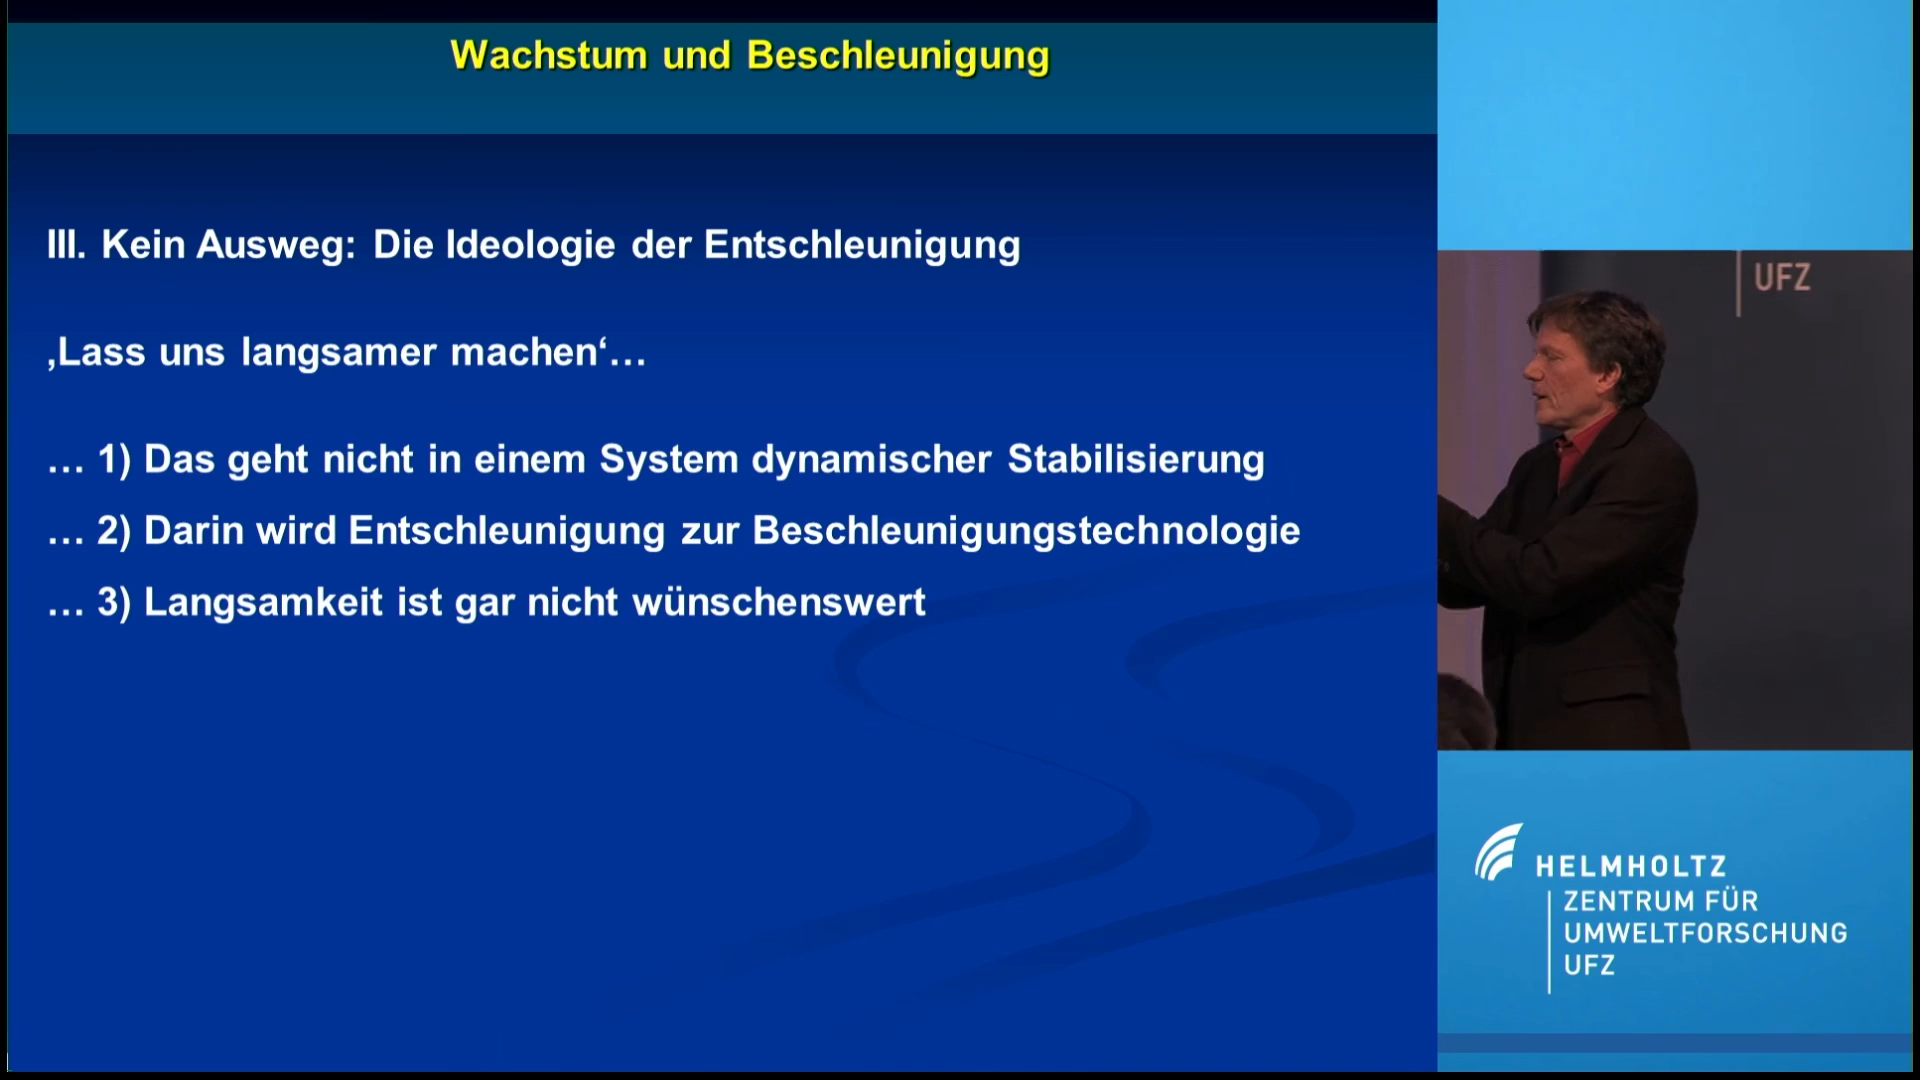 Wachstum und Beschleunigung
III. Kein Ausweg: Die Ideologie der Entschleunigung
‚Lass uns langsamer machen‘…
… 1) Das geht nicht in einem System dynamischer Stabilisierung
… 2) Darin wird Entschleunigung zur Beschleunigungstechnologie
… 3) Langsamkeit ist gar nicht wünschenswert
UFZ
HELMHOLTZ
ZENTRUM FÜR
UMWELTFORSCHUNG
UFZ